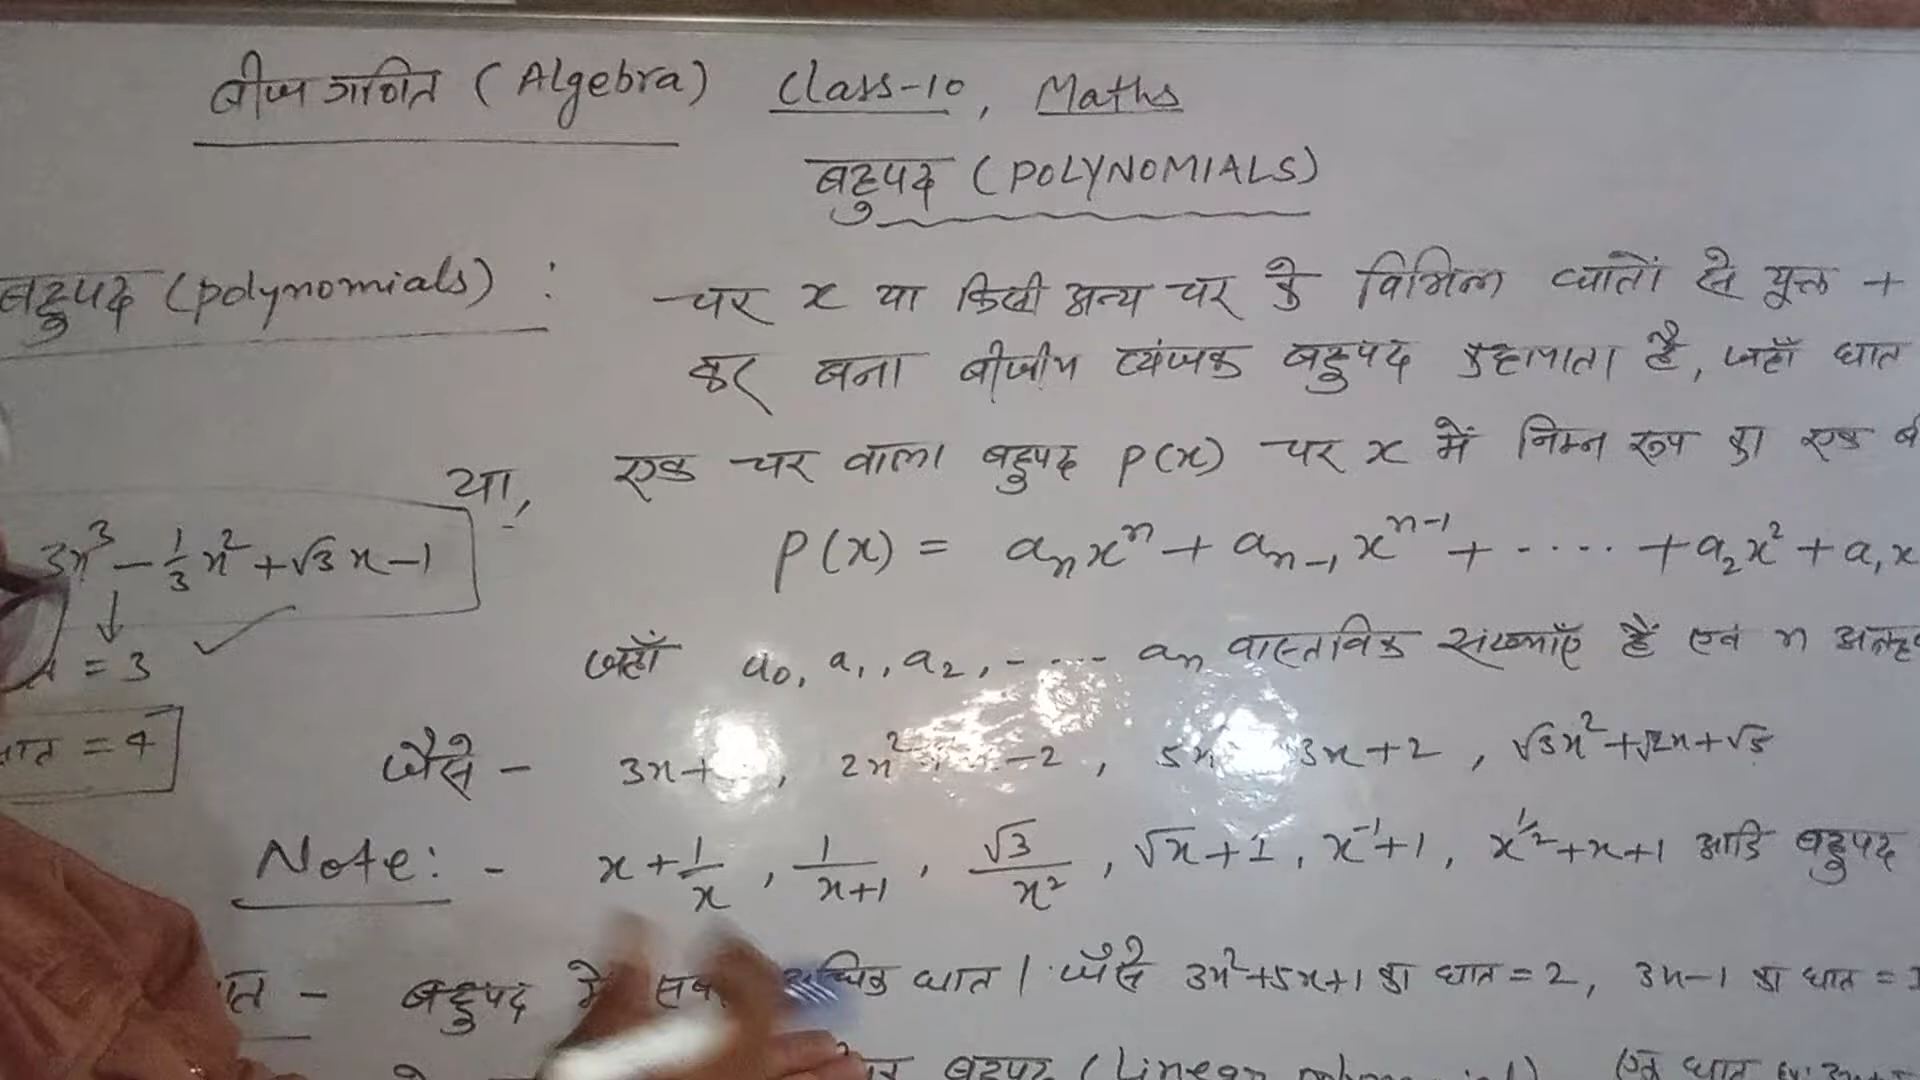 बीज गणित (Algebra) Class-10, Maths
बहुपद (POLYNOMIALS)
बहुपद (polynomials) : चर x या किसी अन्य चर के विभिन्न घातों से युक्त +
कर बना बीजीय व्यंजक बहुपद कहलाता है, जहाँ घात
या, एक चर वाला बहुपद p(x) चर x में निम्न रूप का एक
3x³ - 1/3 x² + √3 x - 1
P(x) = aₙxⁿ + aₙ₋₁xⁿ⁻¹ + ..... + a₂x² + a₁x
= 3 ✓
जहाँ a₀, a₁, a₂, ..... aₙ वास्तविक संख्याएँ हैं एवं n
घात = 4
जैसे - 3x+ , 2x² -2, 5x 3x+2, √3x²+√2x+√5
Note: - x+1/x, 1/(x+1), √3/x², √x+1, x⁻¹+1, x^½+x+1 आदि बहुपद
बहुपद में घात। जैसे 3x²+5x+1 का घात=2, 3x-1 का घात =
बहुपद (Linear